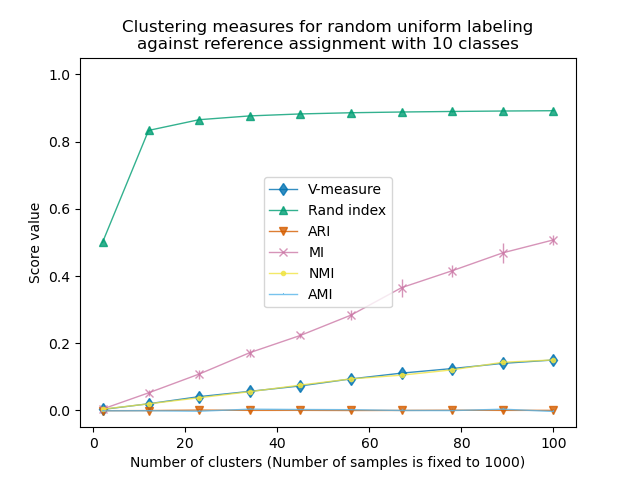 Clustering measures for random uniform labeling
against reference assignment with 10 classes
1.0
0.8
0.6
0.4
0.2
0.0
Score value
V-measure
Rand index
ARI
MI
NMI
AMI
0 20 40 60 80 100
Number of clusters (Number of samples is fixed to 1000)